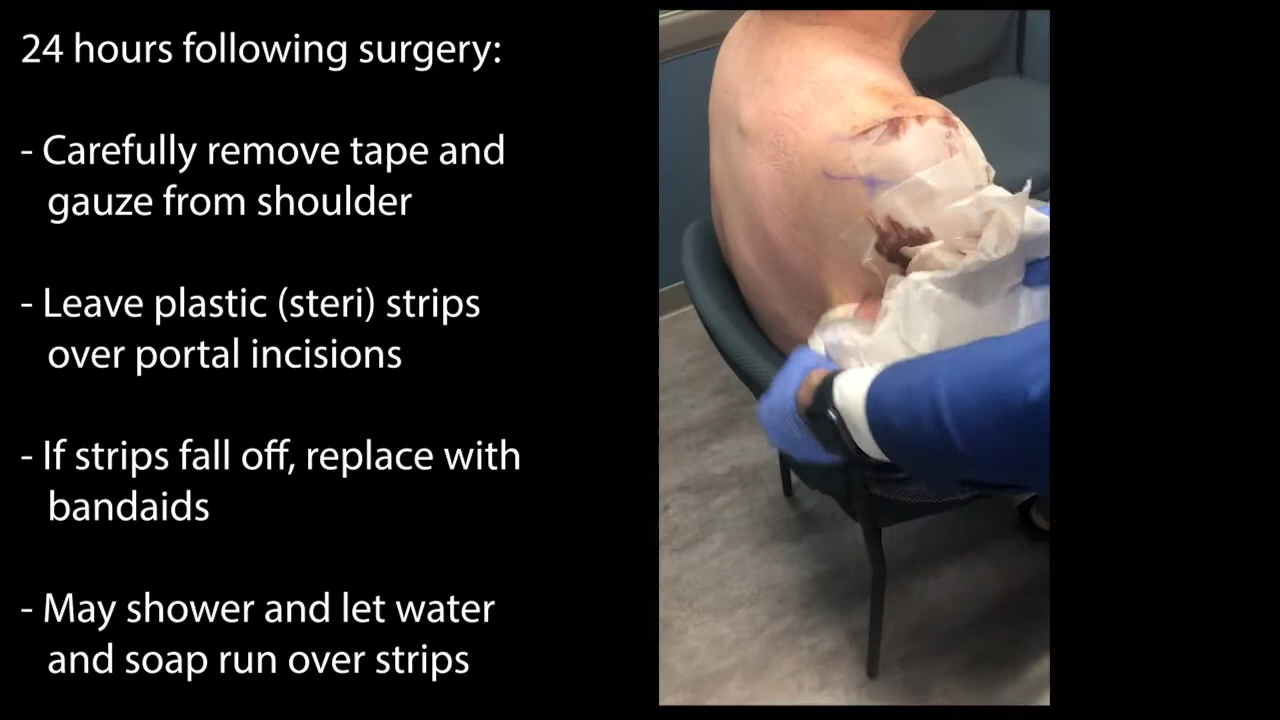 24 hours following surgery:
- Carefully remove tape and
gauze from shoulder
- Leave plastic (steri) strips
over portal incisions
- If strips fall off, replace with
bandaids
- May shower and let water
and soap run over strips